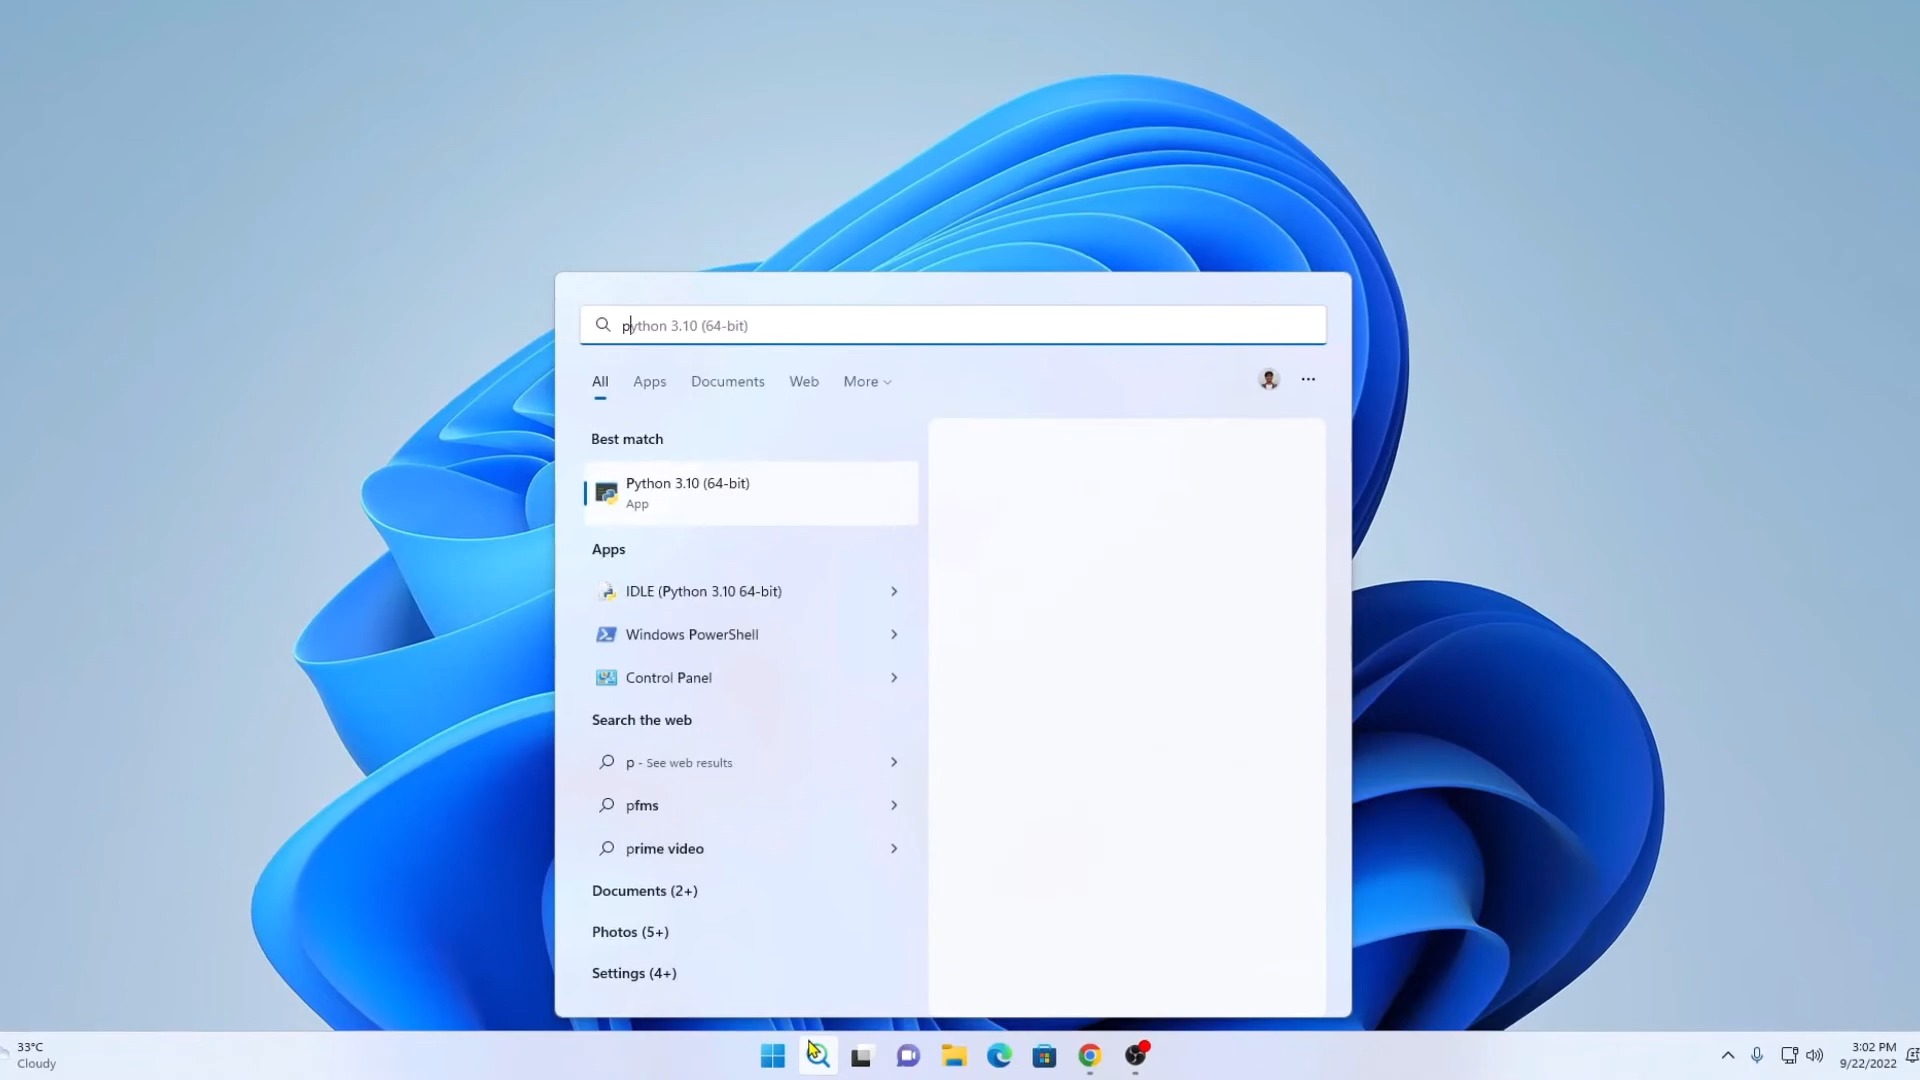 python 3.10 (64-bit)
All Apps Documents Web More
Best match
Python 3.10 (64-bit)
App
Apps
IDLE (Python 3.10 64-bit)
Windows PowerShell
Control Panel
Search the web
p - See web results
pfms
prime video
Documents (2+)
Photos (5+)
Settings (4+)
33°C
Cloudy
3:02 PM
9/22/2022